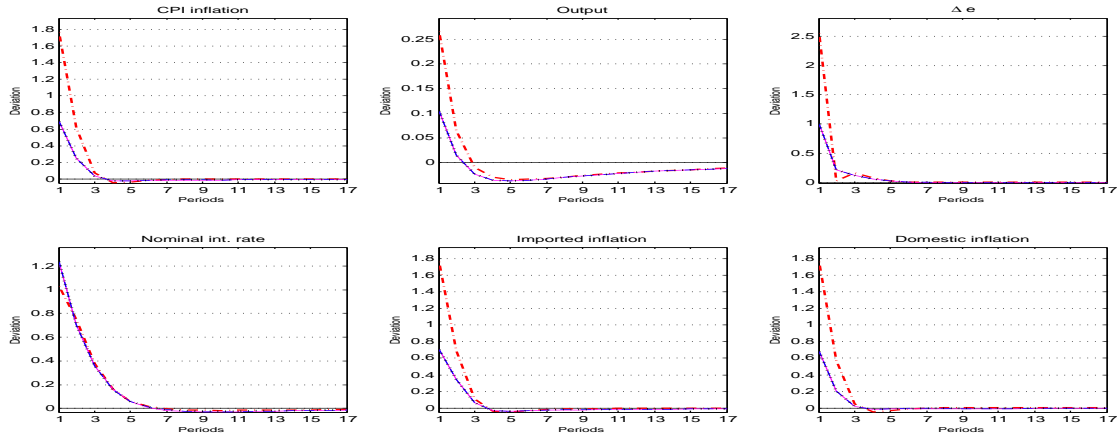 CPI inflation
Output
Δ e
Deviation
1.8
1.6
1.4
1.2
1
0.8
0.6
0.4
0.2
0
1 3 5 7 9 11 13 15 17
Periods
Deviation
0.25
0.2
0.15
0.1
0.05
0
1 3 5 7 9 11 13 15 17
Periods
Deviation
2.5
2
1.5
1
0.5
0
1 3 5 7 9 11 13 15 17
Periods
Nominal int. rate
Imported inflation
Domestic inflation
Deviation
1.2
1
0.8
0.6
0.4
0.2
0
1 3 5 7 9 11 13 15 17
Periods
Deviation
1.8
1.6
1.4
1.2
1
0.8
0.6
0.4
0.2
0
1 3 5 7 9 11 13 15 17
Periods
Deviation
1.8
1.6
1.4
1.2
1
0.8
0.6
0.4
0.2
0
1 3 5 7 9 11 13 15 17
Periods